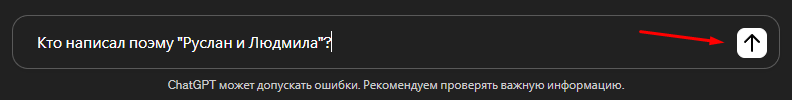 Кто написал поэму "Руслан и Людмила"?
ChatGPT может допускать ошибки. Рекомендуем проверять важную информацию.